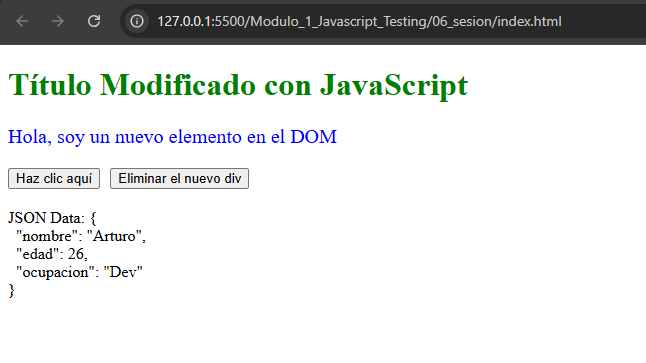 127.0.0.1:5500/Modulo_1_Javascript_Testing/06_sesion/index.html
Título Modificado con JavaScript
Hola, soy un nuevo elemento en el DOM
Haz clic aquí Eliminar el nuevo div
JSON Data: {
  "nombre": "Arturo",
  "edad": 26,
  "ocupacion": "Dev"
}